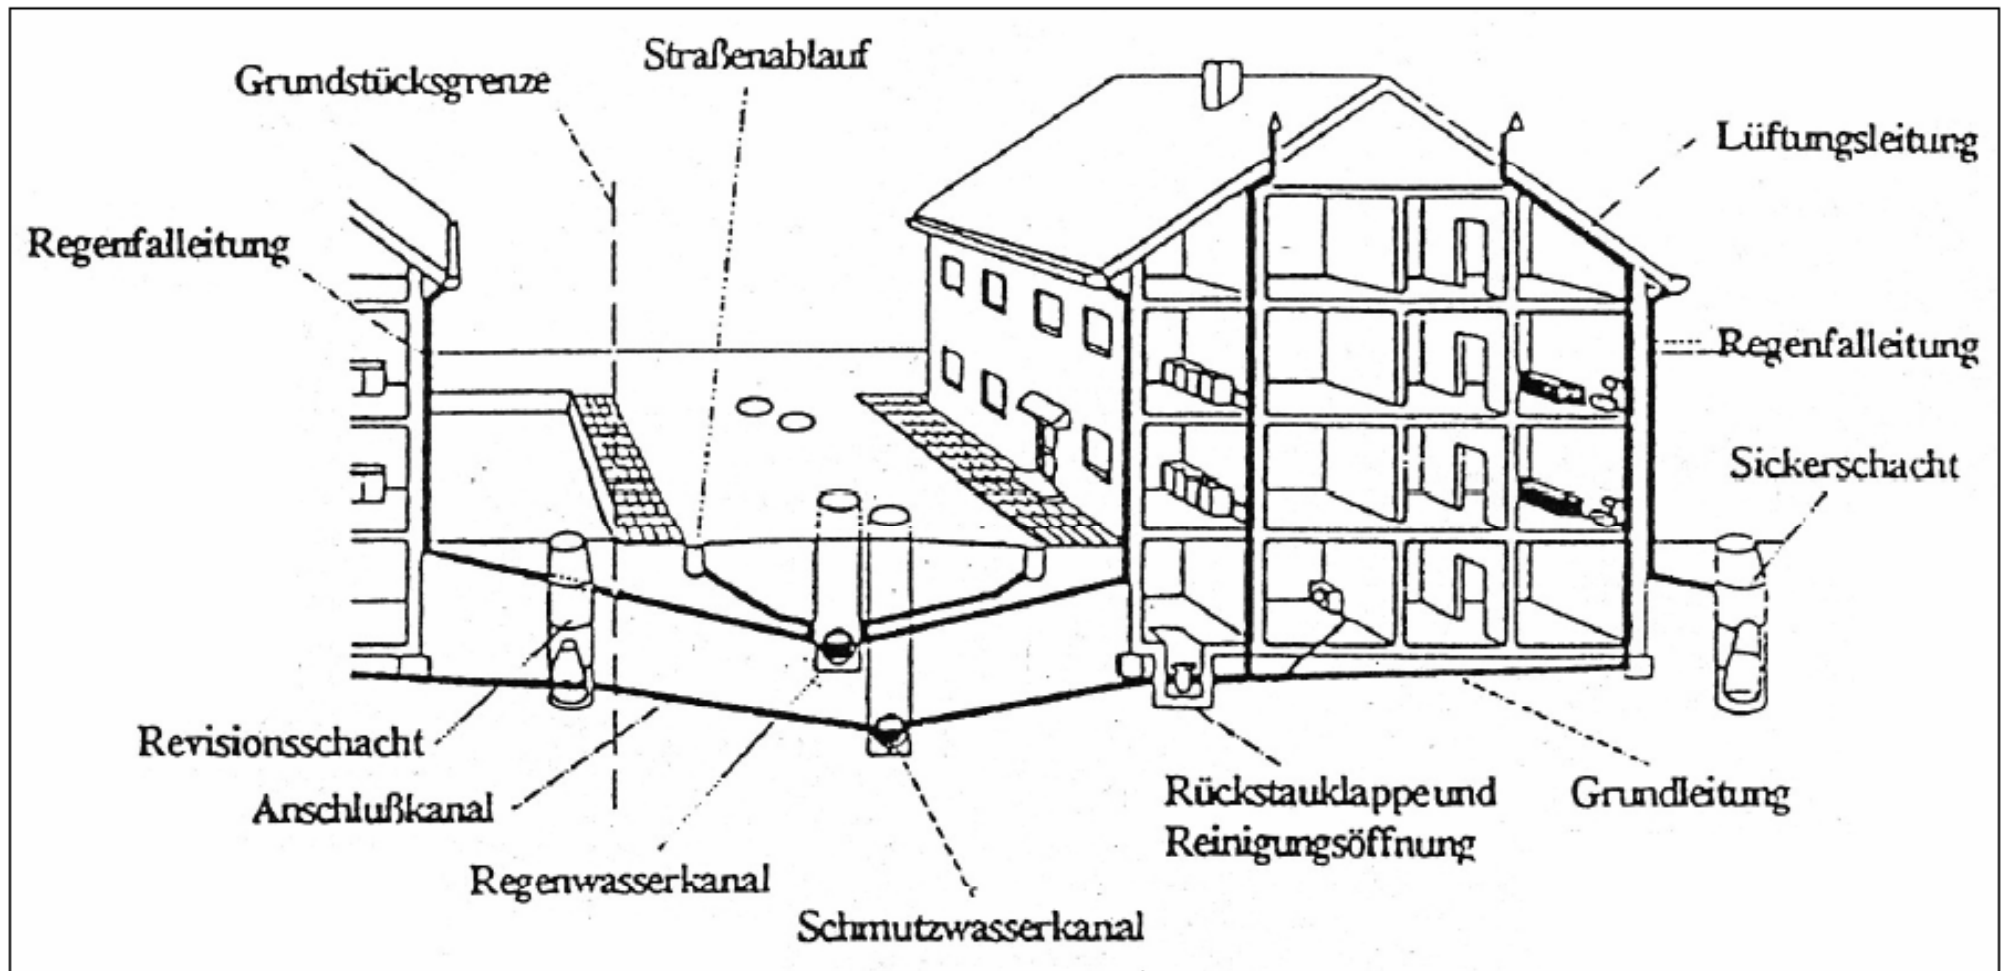 Straßenablauf
Grundstücksgrenze
Lüftungsleitung
Regenfalleitung
Regenfalleitung
Sickerschacht
Revisionsschacht
Anschlußkanal
Regenwasserkanal
Schmutzwasserkanal
Rückstauklappe und
Reinigungsöffnung
Grundleitung